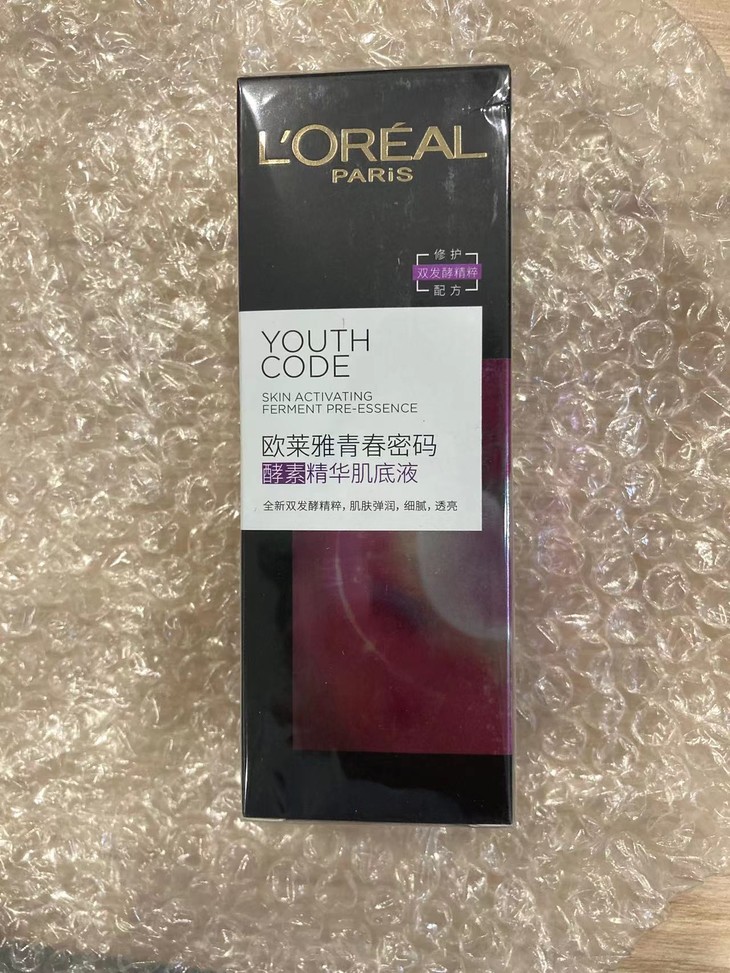 L'ORÉAL
PARiS
修护
双发酵精粹
配方
YOUTH
CODE
SKIN ACTIVATING
FERMENT PRE-ESSENCE
欧莱雅青春密码
酵素精华肌底液
全新双发酵精粹,肌肤弹润,细腻,透亮